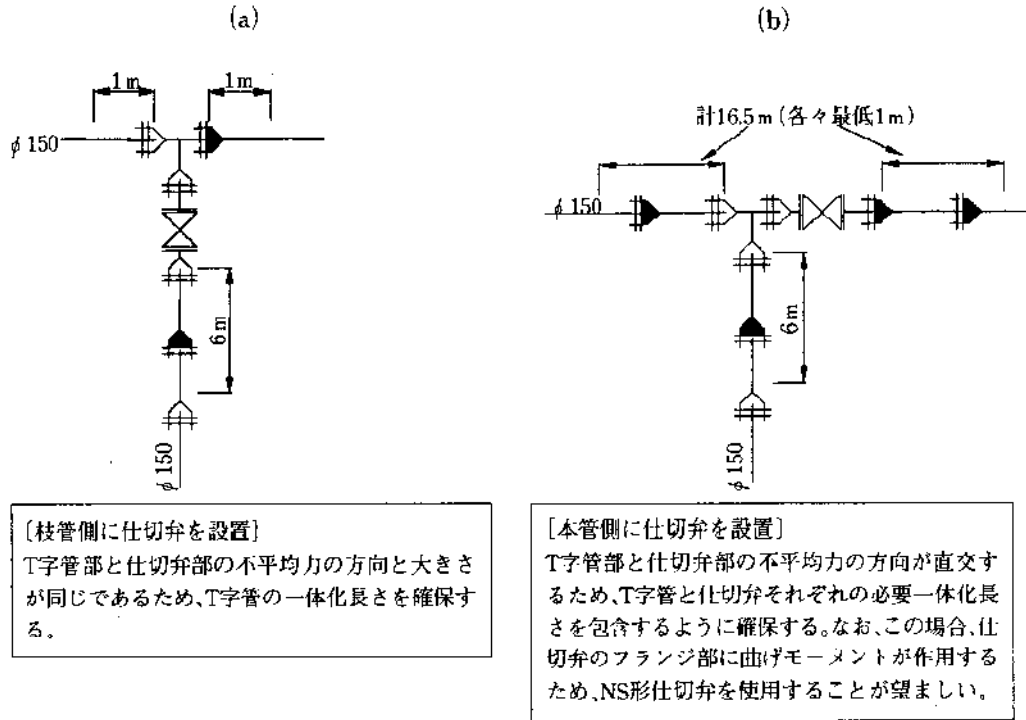 (a)
1m
1m
φ150
6m
φ150
[枝管側に仕切弁を設置]
T字管部と仕切弁部の不平均力の方向と大きさ
が同じであるため、T字管の一体化長さを確保す
る。
(b)
計16.5m(各々最低1m)
φ150
6m
φ150
[本管側に仕切弁を設置]
T字管部と仕切弁部の不平均力の方向が直交す
るため、T字管と仕切弁それぞれの必要一体化長
さを包含するように確保する。なお、この場合、仕
切弁のフランジ部に曲げモーメントが作用する
ため、NS形仕切弁を使用することが望ましい。